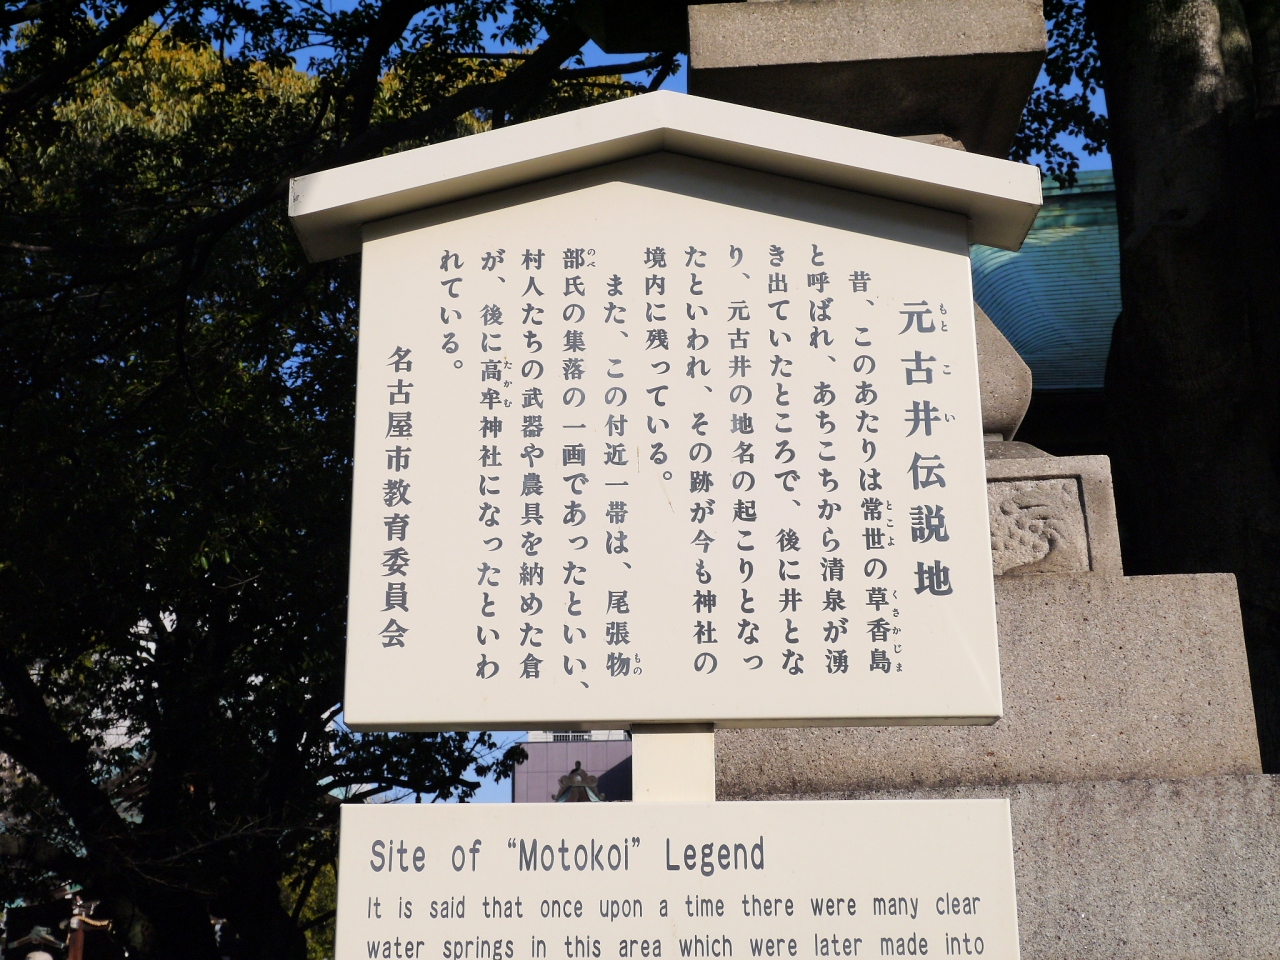 元古井伝説地
昔、このあたりは常世の草香島
と呼ばれ、あちこちから清泉が湧
き出ていたところで、後に井とな
り、元古井の地名の起こりとなっ
たといわれ、その跡が今も神社の
境内に残っている。
また、この付近一帯は、尾張物
部氏の集落の一画であったといい、
村人たちの武器や農具を納めた倉
が、後に高牟神社になったといわ
れている。
名古屋市教育委員会
Site of “Motokoi” Legend
It is said that once upon a time there were many clear
water springs in this area which were later made into